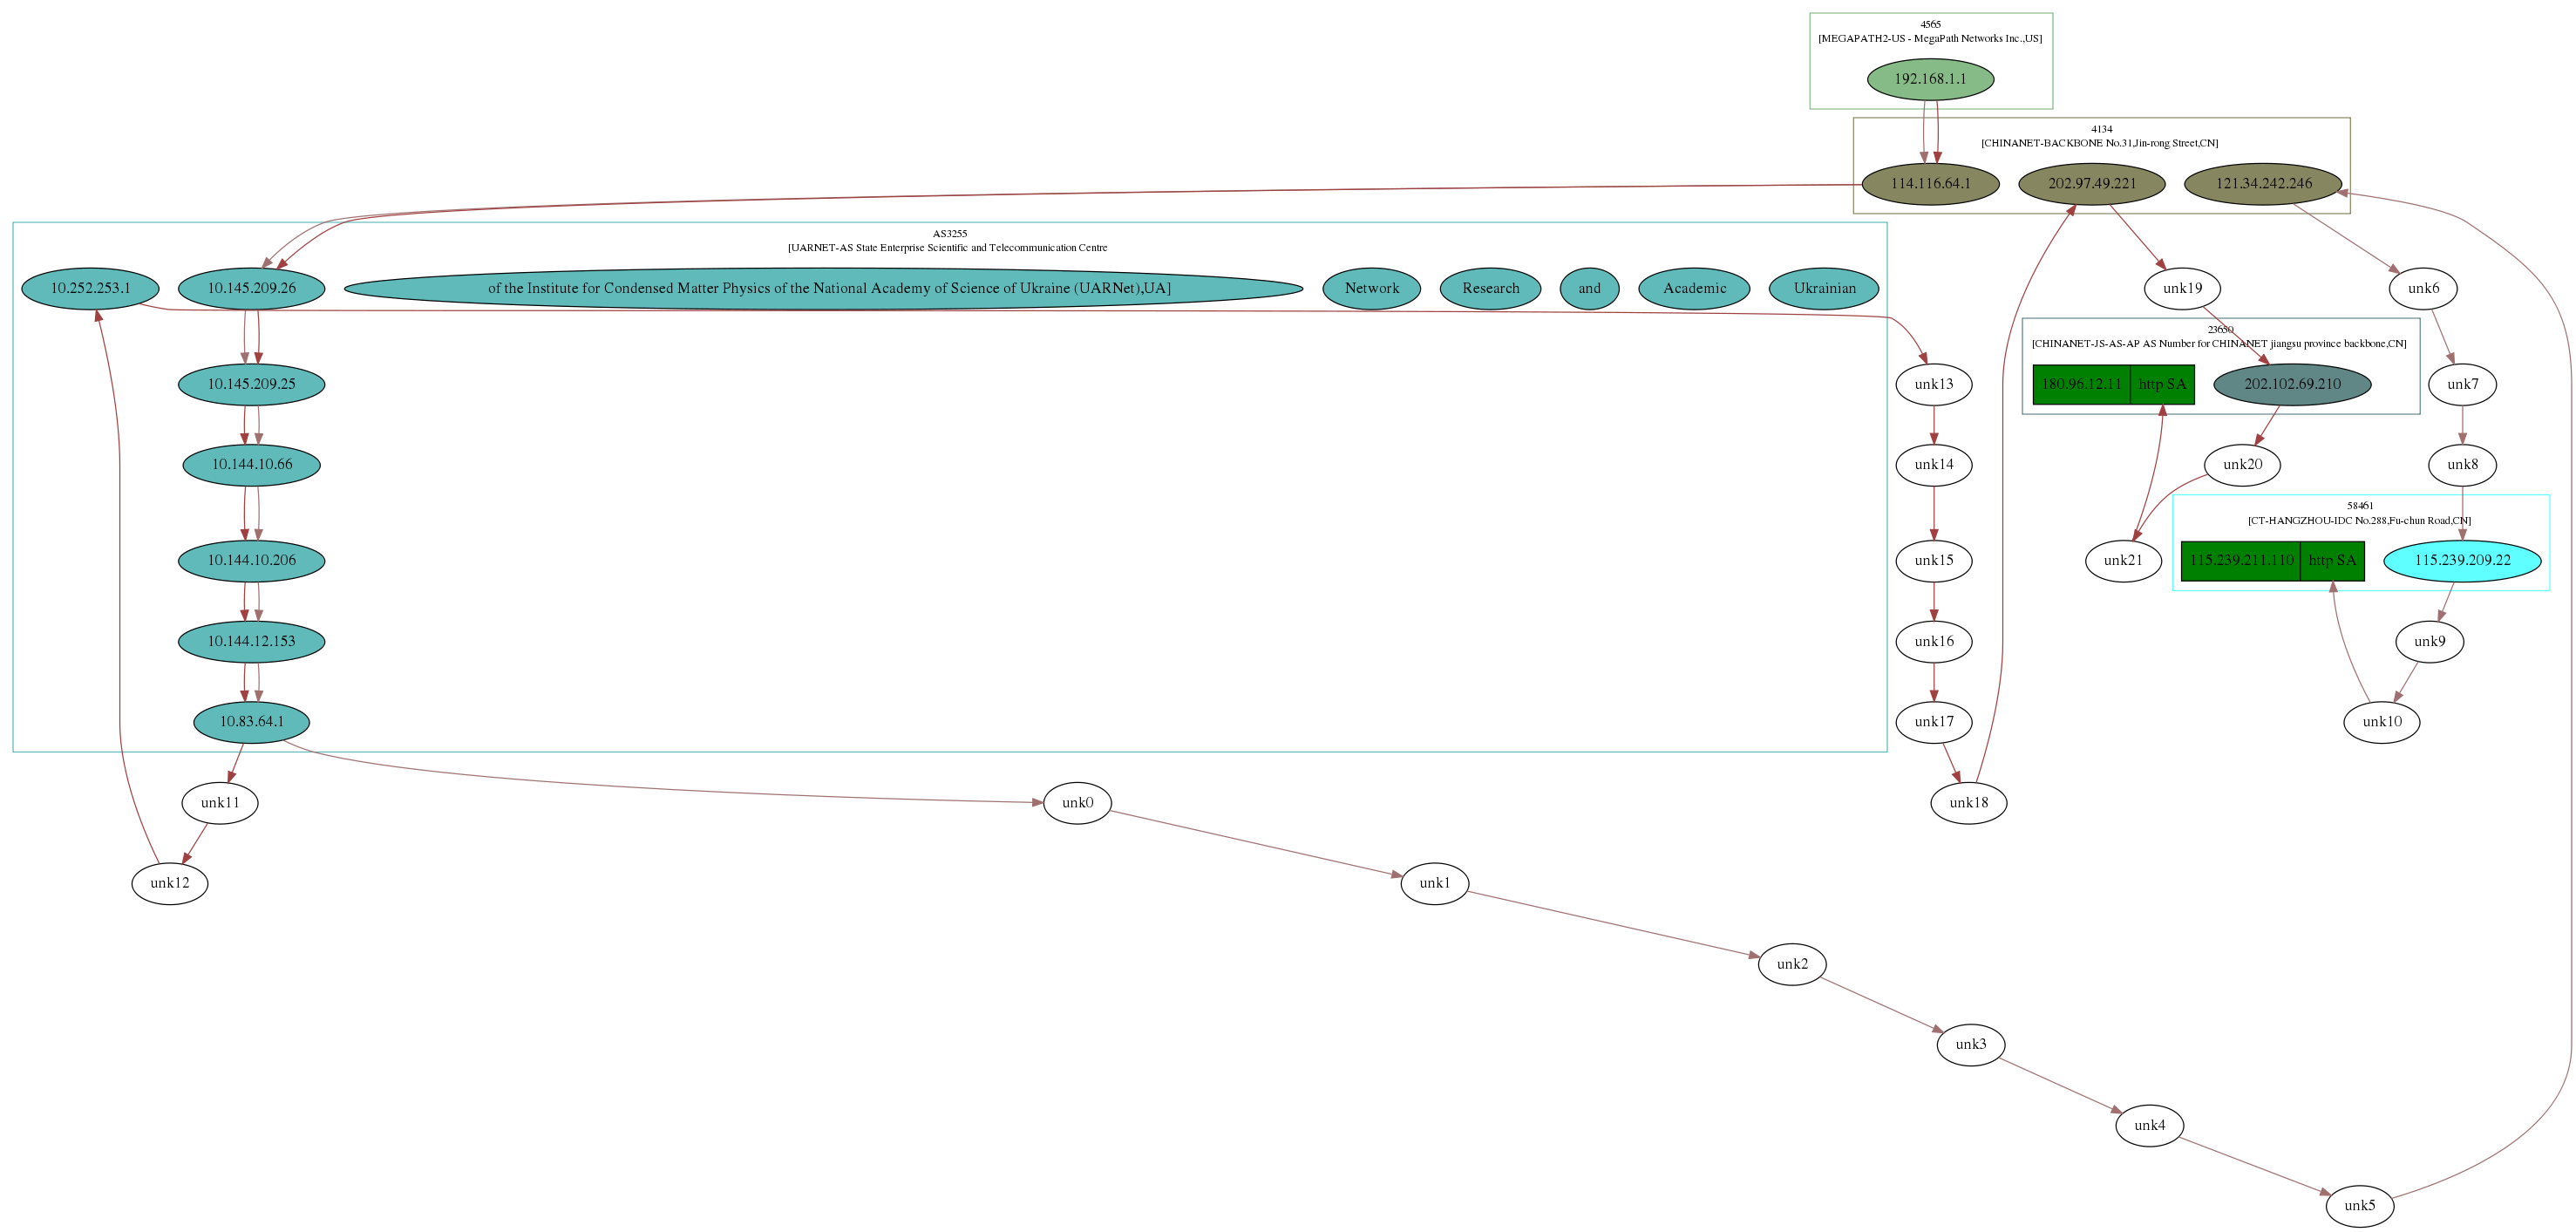 4565
[MEGAPATH2-US - MegaPath Networks Inc.,US]
192.168.1.1
4134
[CHINANET-BACKBONE No.31,Jin-rong Street,CN]
114.116.64.1
202.97.49.221
121.34.242.246
AS3255
[UARNET-AS State Enterprise Scientific and Telecommunication Centre
10.252.253.1
10.145.209.26
of the Institute for Condensed Matter Physics of the National Academy of Science of Ukraine (UARNet),UA]
Network
Research
and
Academic
Ukrainian
unk19
unk6
23650
[CHINANET-JS-AS-AP AS Number for CHINANET jiangsu province backbone,CN]
10.145.209.25
unk13
180.96.12.11
http SA
202.102.69.210
unk7
10.144.10.66
unk14
unk20
unk8
58461
[CT-HANGZHOU-IDC No.288,Fu-chun Road,CN]
10.144.10.206
unk15
unk21
115.239.211.110
http SA
115.239.209.22
10.144.12.153
unk16
unk9
10.83.64.1
unk17
unk10
unk11
unk0
unk18
unk12
unk1
unk2
unk3
unk4
unk5